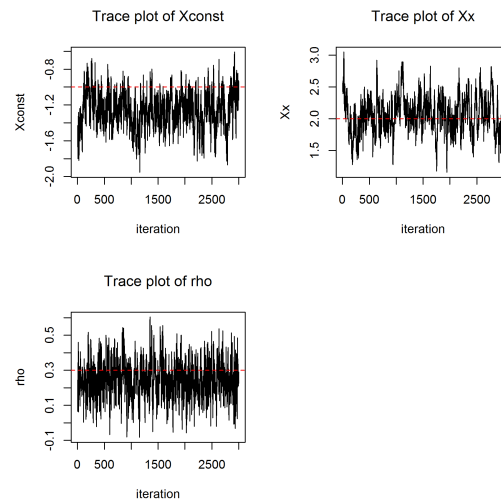 Trace plot of Xconst
Xconst
-0.8
-1.2
-1.6
-2.0
0 500 1500 2500
iteration
Trace plot of Xx
Xx
3.0
2.5
2.0
1.5
0 500 1500 2500
iteration
Trace plot of rho
rho
0.5
0.3
0.1
-0.1
0 500 1500 2500
iteration